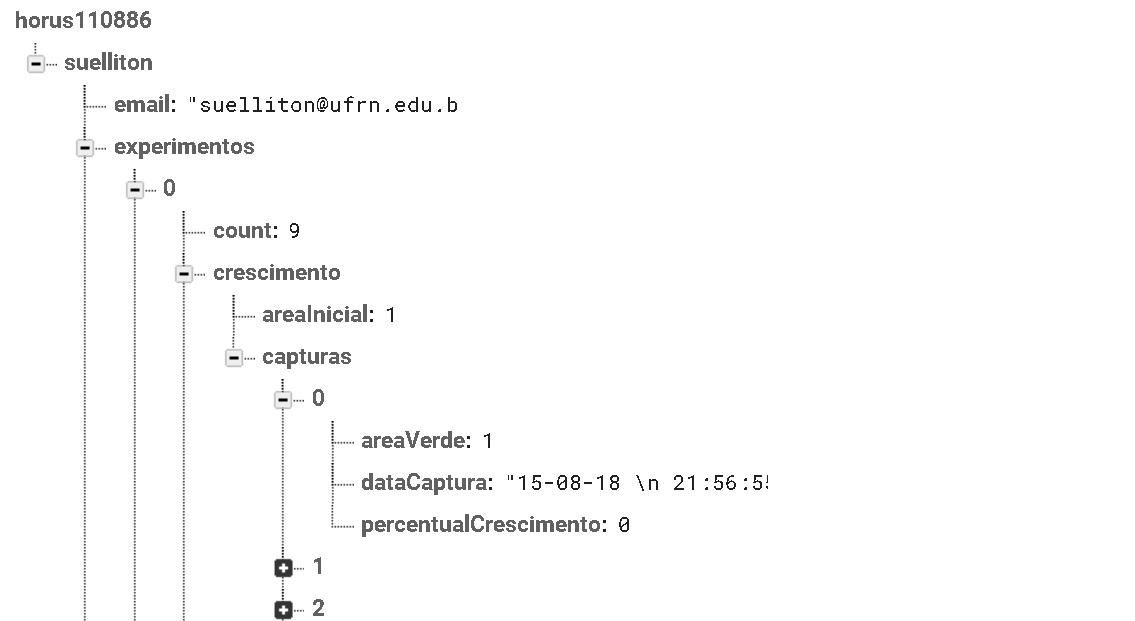 horus110886
suelliton
email: "suelliton@ufrn.edu.b
experimentos
0
count: 9
crescimento
areaInicial: 1
capturas
0
areaVerde: 1
dataCaptura: "15-08-18 \n 21:56:5
percentualCrescimento: 0
1
2